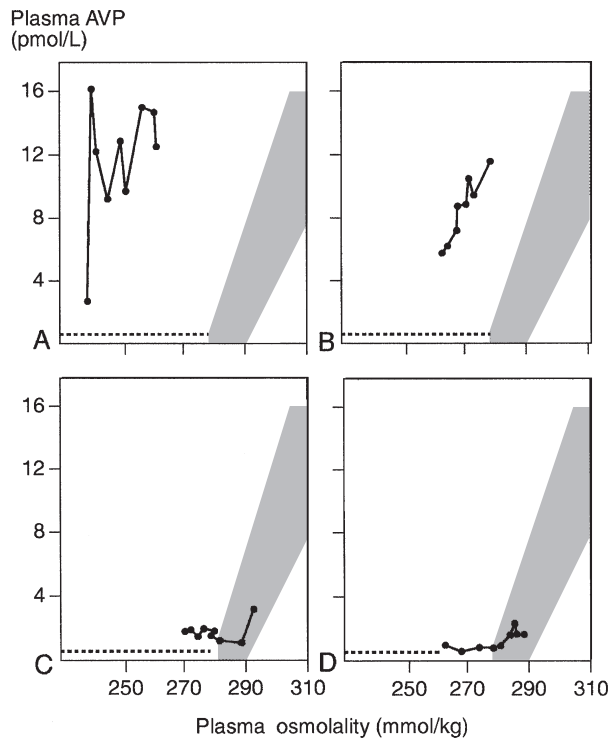 Plasma AVP
(pmol/L)
16
12
8
4
A
B
16
12
8
4
C
D
250 270 290 310
250 270 290 310
Plasma osmolality (mmol/kg)